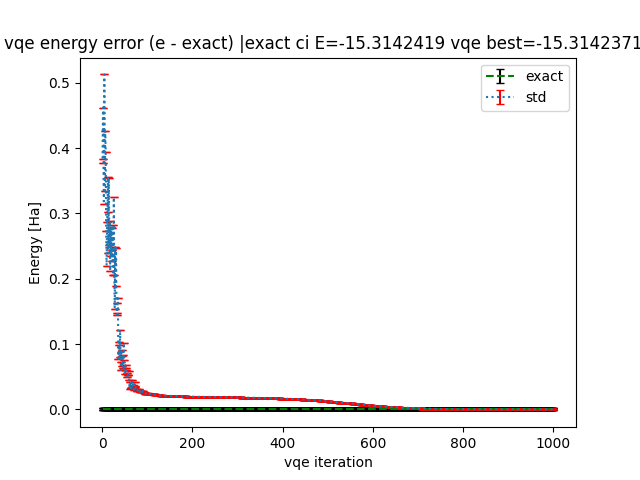 vqe energy error (e - exact) |exact ci E=-15.3142419 vqe best=-15.3142371
exact
std
Energy [Ha]
0.5
0.4
0.3
0.2
0.1
0.0
0 200 400 600 800 1000
vqe iteration